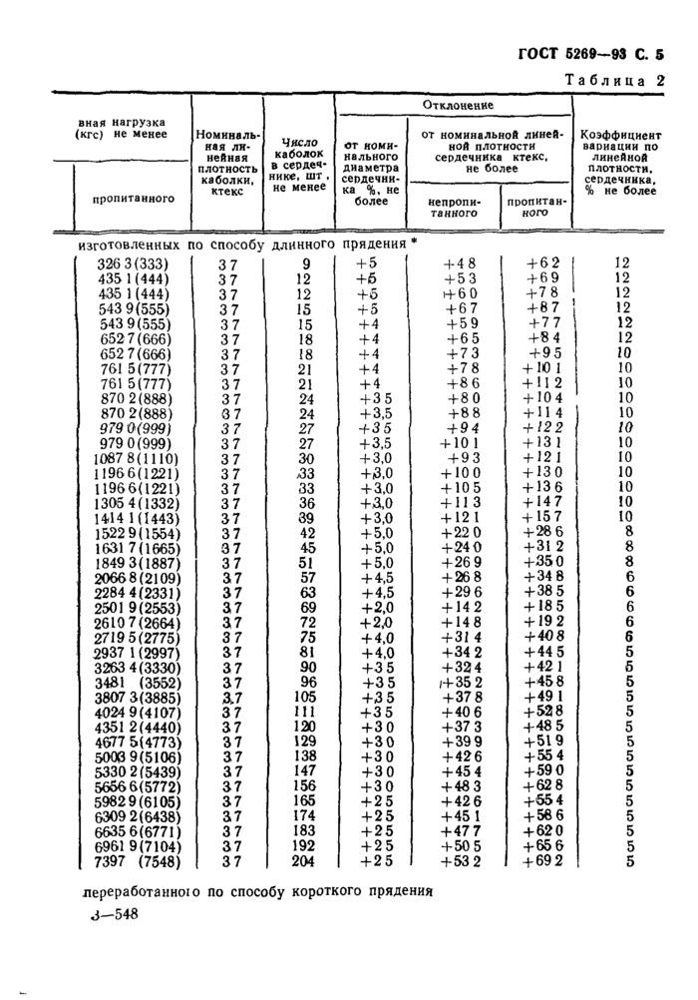 ГОСТ 5269—93 С. 5
Таблица 2
вная нагрузка (кгс) не менее
пропитанного
Номинальная линейная плотность каболки, ктекс
Число каболок в сердечнике, шт, не менее
Отклонение
от номинального диаметра сердечника %, не более
от номинальной линейной плотности сердечника ктекс, не более
непропитанного
пропитанного
Коэффициент вариации по линейной плотности, сердечника, % не более
изготовленных по способу длинного прядения *
326 3 (333) 3 7 9 +5 +4 8 +6 2 12
435 1 (444) 3 7 12 +5 +5 3 +6 9 12
435 1 (444) 3 7 12 +5 +6 0 +7 8 12
543 9 (555) 3 7 15 +5 +6 7 +8 7 12
543 9 (555) 3 7 15 +4 +5 9 +7 7 12
652 7 (666) 3 7 18 +4 +6 5 +8 4 12
652 7 (666) 3 7 18 +4 +7 3 +9 5 10
761 5 (777) 3 7 21 +4 +7 8 +10 1 10
761 5 (777) 3 7 21 +4 +8 6 +11 2 10
870 2 (888) 3 7 24 +3 5 +8 0 +10 4 10
870 2 (888) 3 7 24 +3,5 +8 8 +11 4 10
979 0 (999) 3 7 27 +3 5 +9 4 +12 2 10
979 0 (999) 3 7 27 +3,5 +10 1 +13 1 10
1087 8 (1110) 3 7 30 +3,0 +9 3 +12 1 10
1196 6 (1221) 3 7 33 +3,0 +10 0 +13 0 10
1196 6 (1221) 3 7 33 +3,0 +10 5 +13 6 10
1305 4 (1332) 3 7 36 +3,0 +11 3 +14 7 10
1414 1 (1443) 3 7 39 +3,0 +12 1 +15 7 10
1522 9 (1554) 3 7 42 +5,0 +22 0 +28 6 8
1631 7 (1665) 3 7 45 +5,0 +24 0 +31 2 8
1849 3 (1887) 3 7 51 +5,0 +26 9 +35 0 8
2066 8 (2109) 3 7 57 +4,5 +26 8 +34 8 6
2284 4 (2331) 3 7 63 +4,5 +29 6 +38 5 6
2501 9 (2553) 3 7 69 +2,0 +14 2 +18 5 6
2610 7 (2664) 3 7 72 +2,0 +14 8 +19 2 6
2719 5 (2775) 3 7 75 +4,0 +31 4 +40 8 6
2937 1 (2997) 3 7 81 +4,0 +34 2 +44 5 5
3263 4 (3330) 3 7 90 +3 5 +32 4 +42 1 5
3481 (3552) 3 7 96 +3 5 +35 2 +45 8 5
3807 3 (3885) 3.7 105 +3 5 +37 8 +49 1 5
4024 9 (4107) 3 7 111 +3 5 +40 6 +52 8 5
4351 2 (4440) 3 7 120 +3 0 +37 3 +48 5 5
4677 5 (4773) 3 7 129 +3 0 +39 9 +51 9 5
5003 9 (5106) 3 7 138 +3 0 +42 6 +55 4 5
5330 2 (5439) 3 7 147 +3 0 +45 4 +59 0 5
5656 6 (5772) 3 7 156 +3 0 +48 3 +62 8 5
5982 9 (6105) 3 7 165 +2 5 +42 6 +55 4 5
6309 2 (6438) 3 7 174 +2 5 +45 1 +58 6 5
6635 6 (6771) 3 7 183 +2 5 +47 7 +62 0 5
6961 9 (7104) 3 7 192 +2 5 +50 5 +65 6 5
7397 (7548) 3 7 204 +2 5 +53 2 +69 2 5
переработанного по способу короткого прядения
3—548